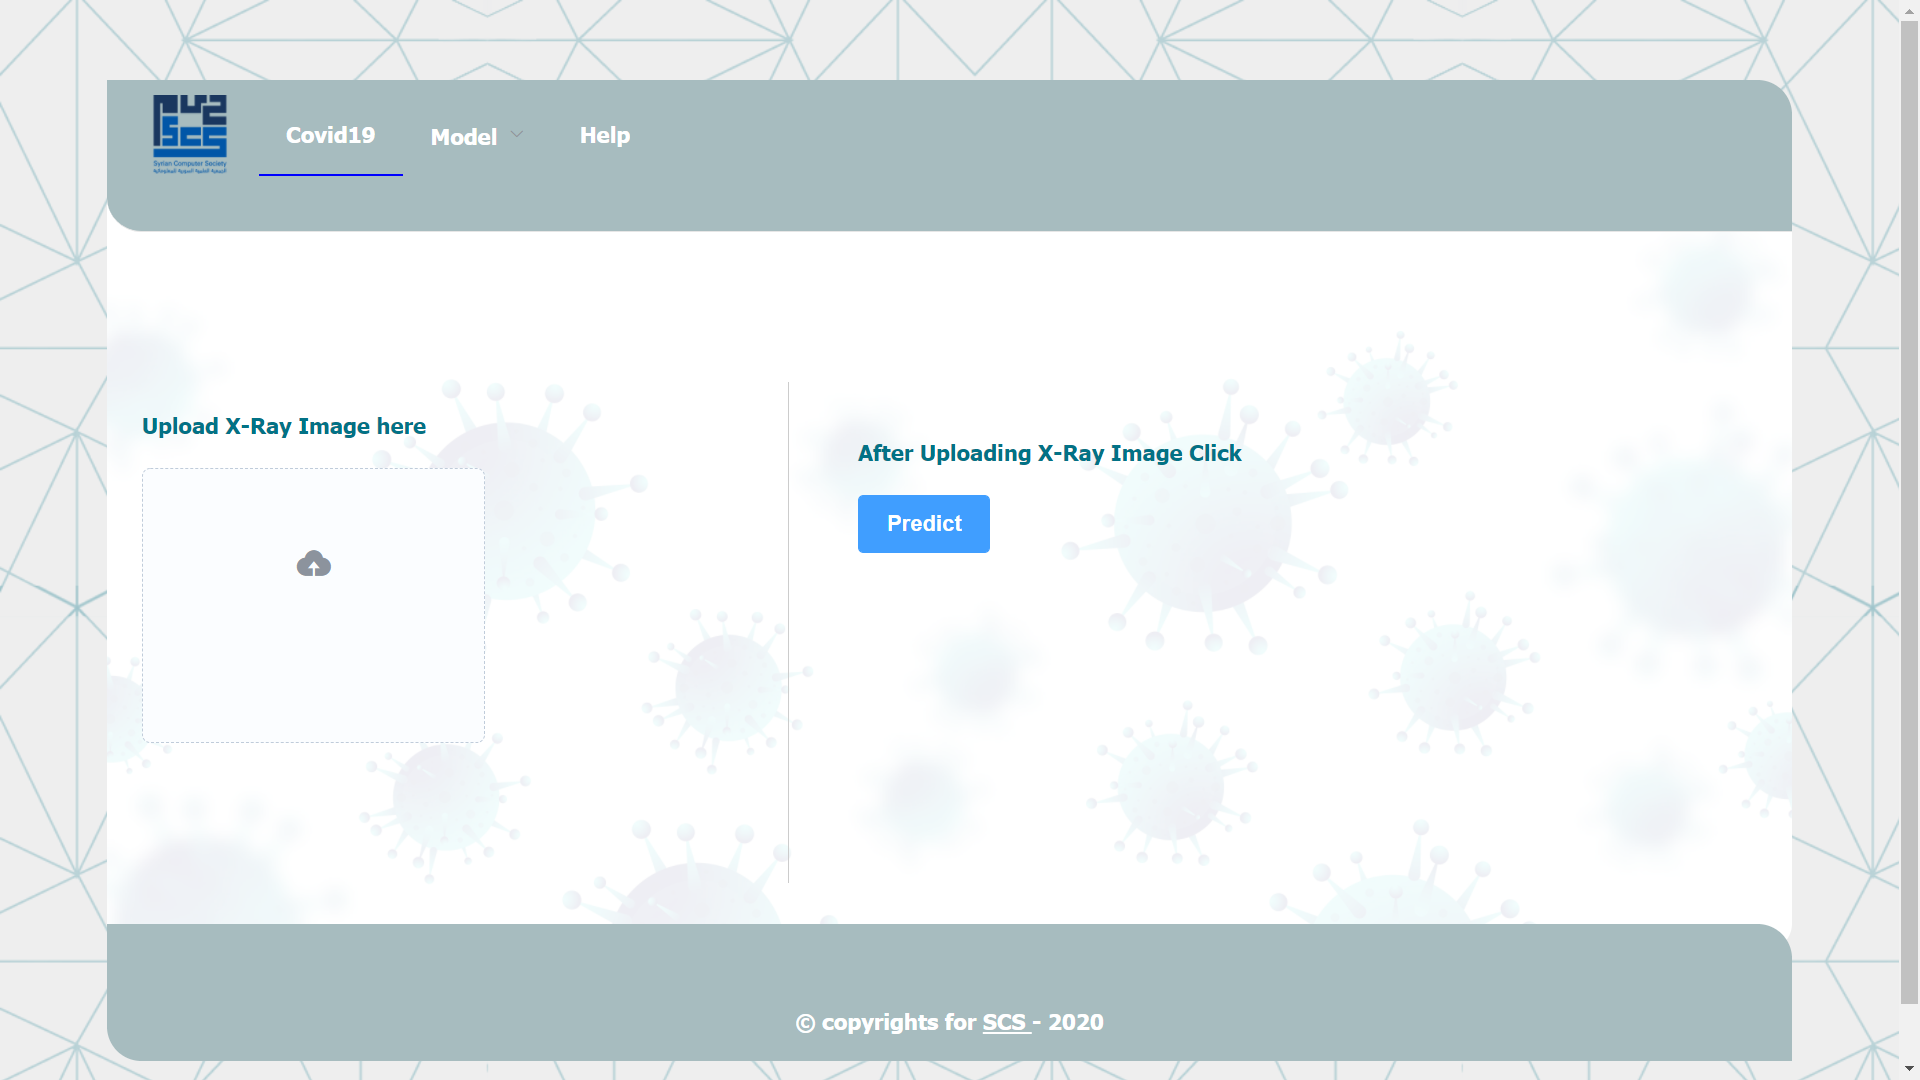 SCS
Syrian Computer Society
Covid19
Model
Help
Upload X-Ray Image here
After Uploading X-Ray Image Click
Predict
© copyrights for SCS - 2020